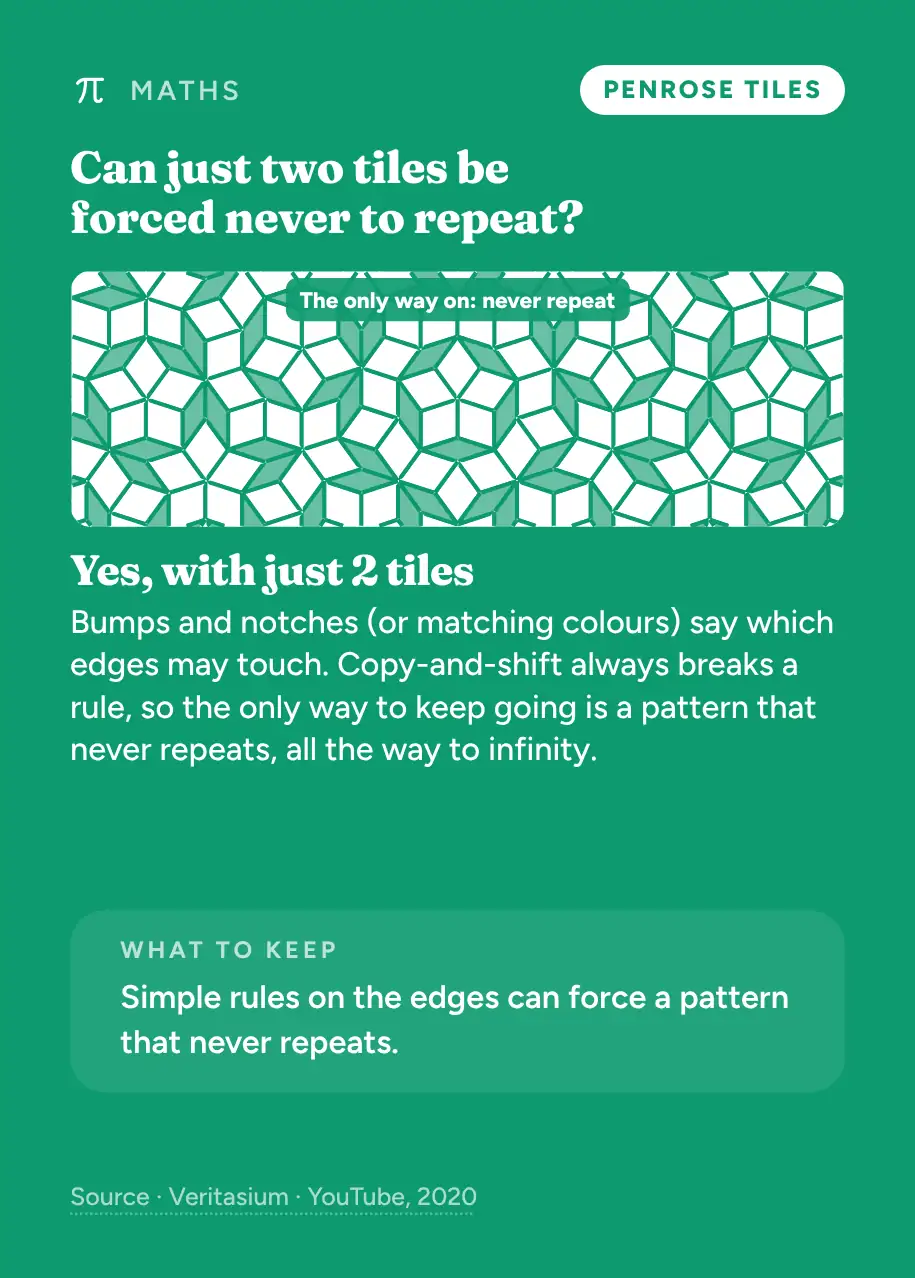 π MATHS
PENROSE TILES
Can just two tiles be
forced never to repeat?
The only way on: never repeat
Yes, with just 2 tiles
Bumps and notches (or matching colours) say which
edges may touch. Copy-and-shift always breaks a
rule, so the only way to keep going is a pattern that
never repeats, all the way to infinity.
WHAT TO KEEP
Simple rules on the edges can force a pattern
that never repeats.
Source · Veritasium · YouTube, 2020